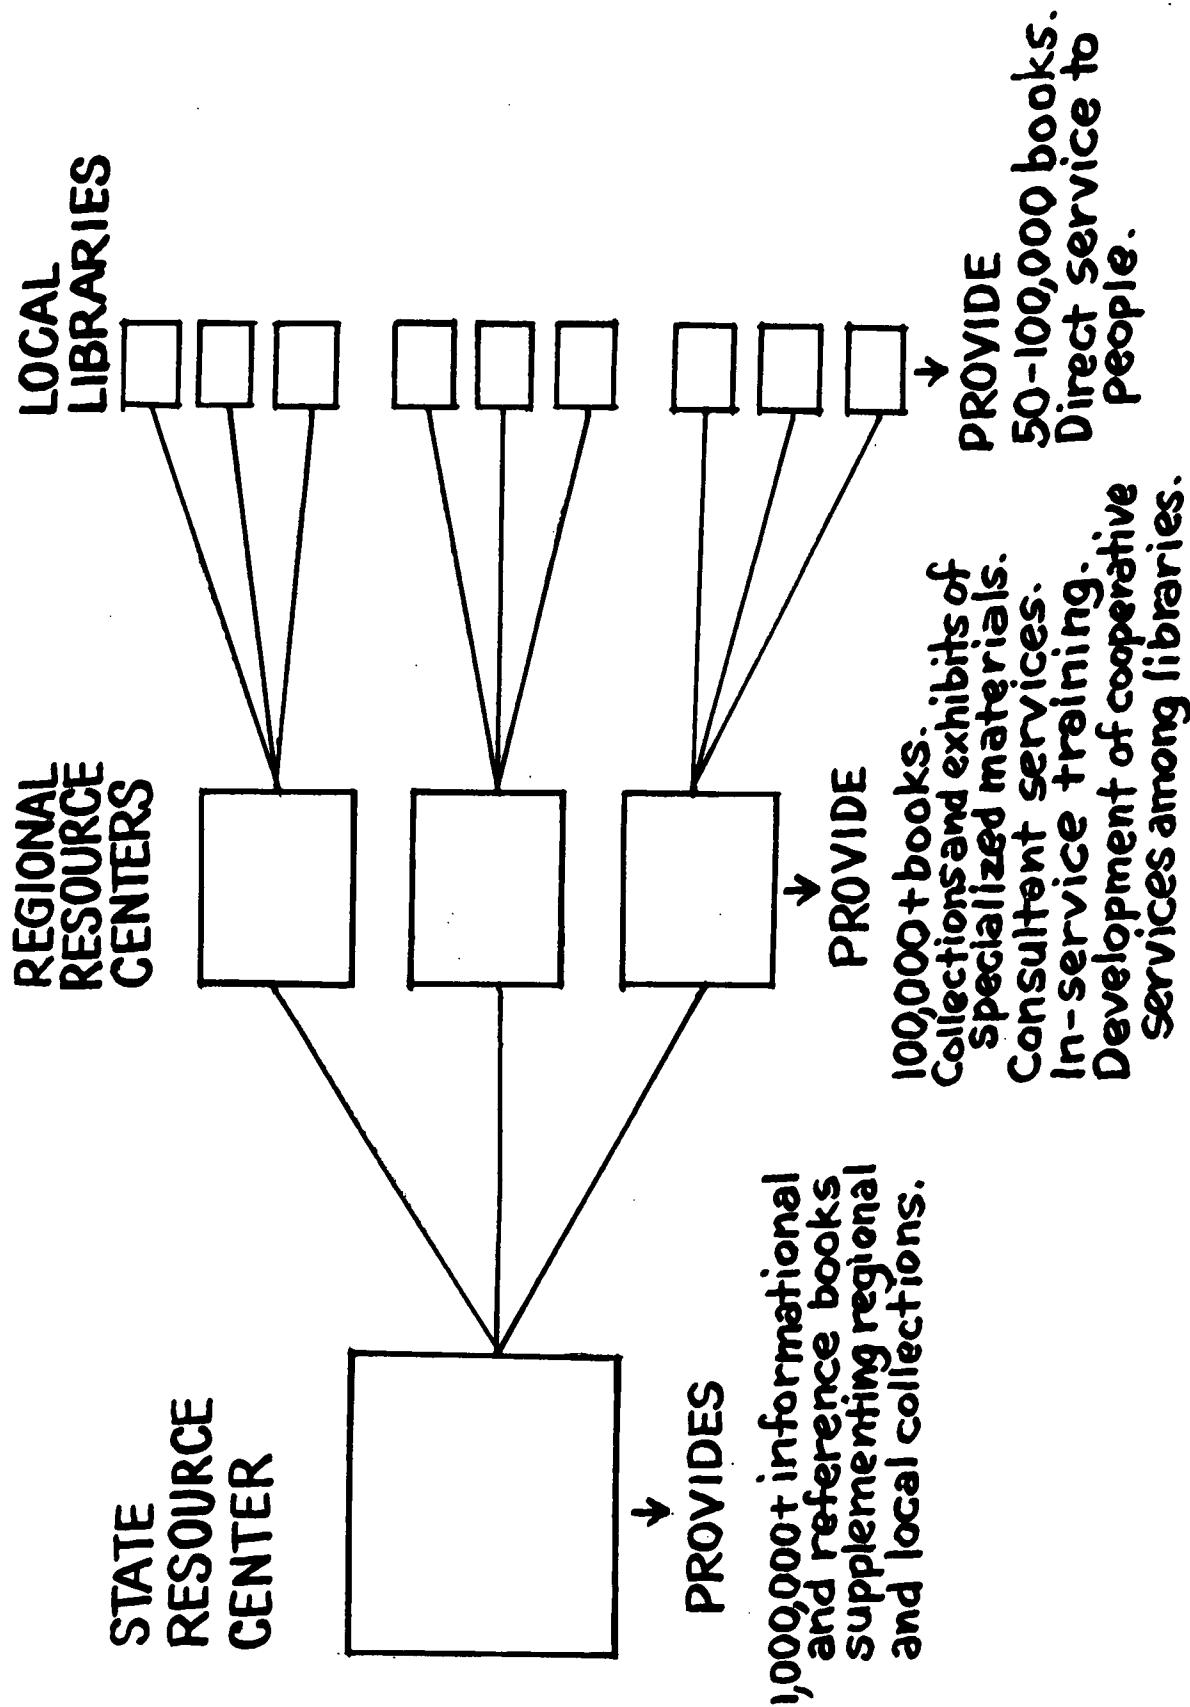 STATE
RESOURCE
CENTER
PROVIDES
1,000,000+ informational
and reference books
supplementing regional
and local collections.
REGIONAL
RESOURCE
CENTERS
PROVIDE
100,000+ books.
Collections and exhibits of
specialized materials.
Consultant services.
In-service training.
Development of cooperative
services among libraries.
LOCAL
LIBRARIES
PROVIDE
50-100,000 books.
Direct service to
people.